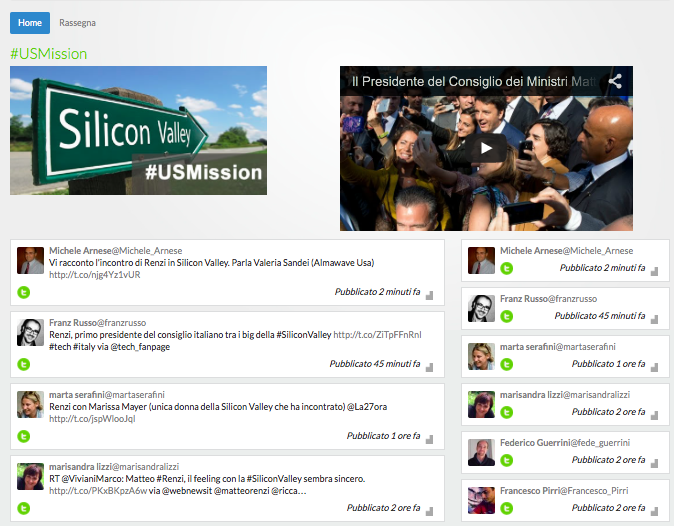 Home Rassegna
#USMission
Silicon Valley
#USMission
Il Presidente del Consiglio dei Ministri Matt
Michele Arnese@Michele_Arnese
Vi racconto l'incontro di Renzi in Silicon Valley. Parla Valeria Sandei (Almawave Usa)
http://t.co/njg4Yz1vUR
Pubblicato 2 minuti fa
Franz Russo@franzrusso
Renzi, primo presidente del consiglio italiano tra i big della #SiliconValley http://t.co/ZiTpFFnRnl
#tech #italy via @tech_fanpage
Pubblicato 45 minuti fa
marta serafini@martaserafini
Renzi con Marissa Mayer (unica donna della Silicon Valley che ha incontrato) @La27ora
http://t.co/jspWlooJql
Pubblicato 1 ore fa
marisandra lizzi@marisandralizzi
RT @VivianiMarco: Matteo #Renzi, il feeling con la #SiliconValley sembra sincero.
http://t.co/PKxBKpzA6w via @webnewsit @matteorenzi @ricca...
Pubblicato 2 ore fa
Michele Arnese@Michele_Arnese
Pubblicato 2 minuti fa
Franz Russo@franzrusso
Pubblicato 45 minuti fa
marta serafini@martaserafini
Pubblicato 1 ore fa
marisandra lizzi@marisandralizzi
Pubblicato 2 ore fa
Federico Guerrini@fede_guerrini
Pubblicato 2 ore fa
Francesco Pirri@Francesco_Pirri
Pubblicato 2 ore fa